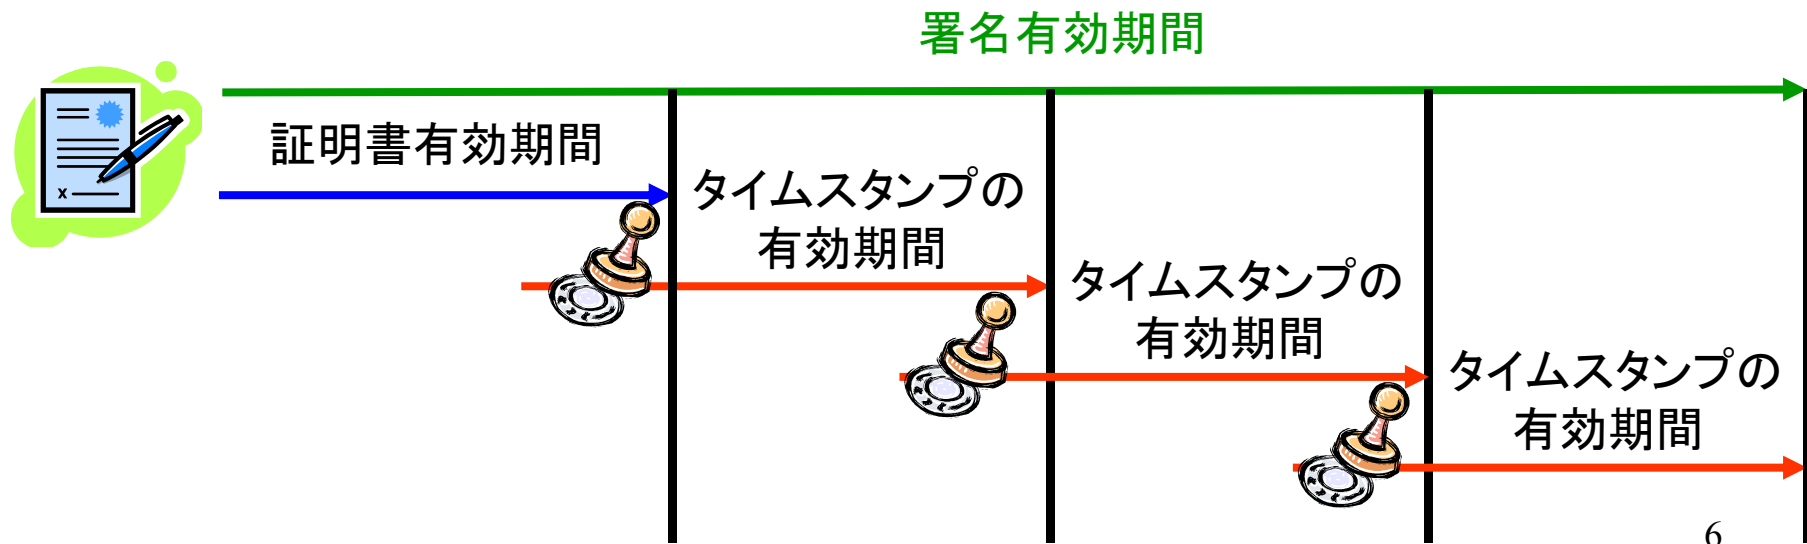 署名有効期間
証明書有効期間
x
タイムスタンプの
有効期間
タイムスタンプの
有効期間
タイムスタンプの
有効期間
6